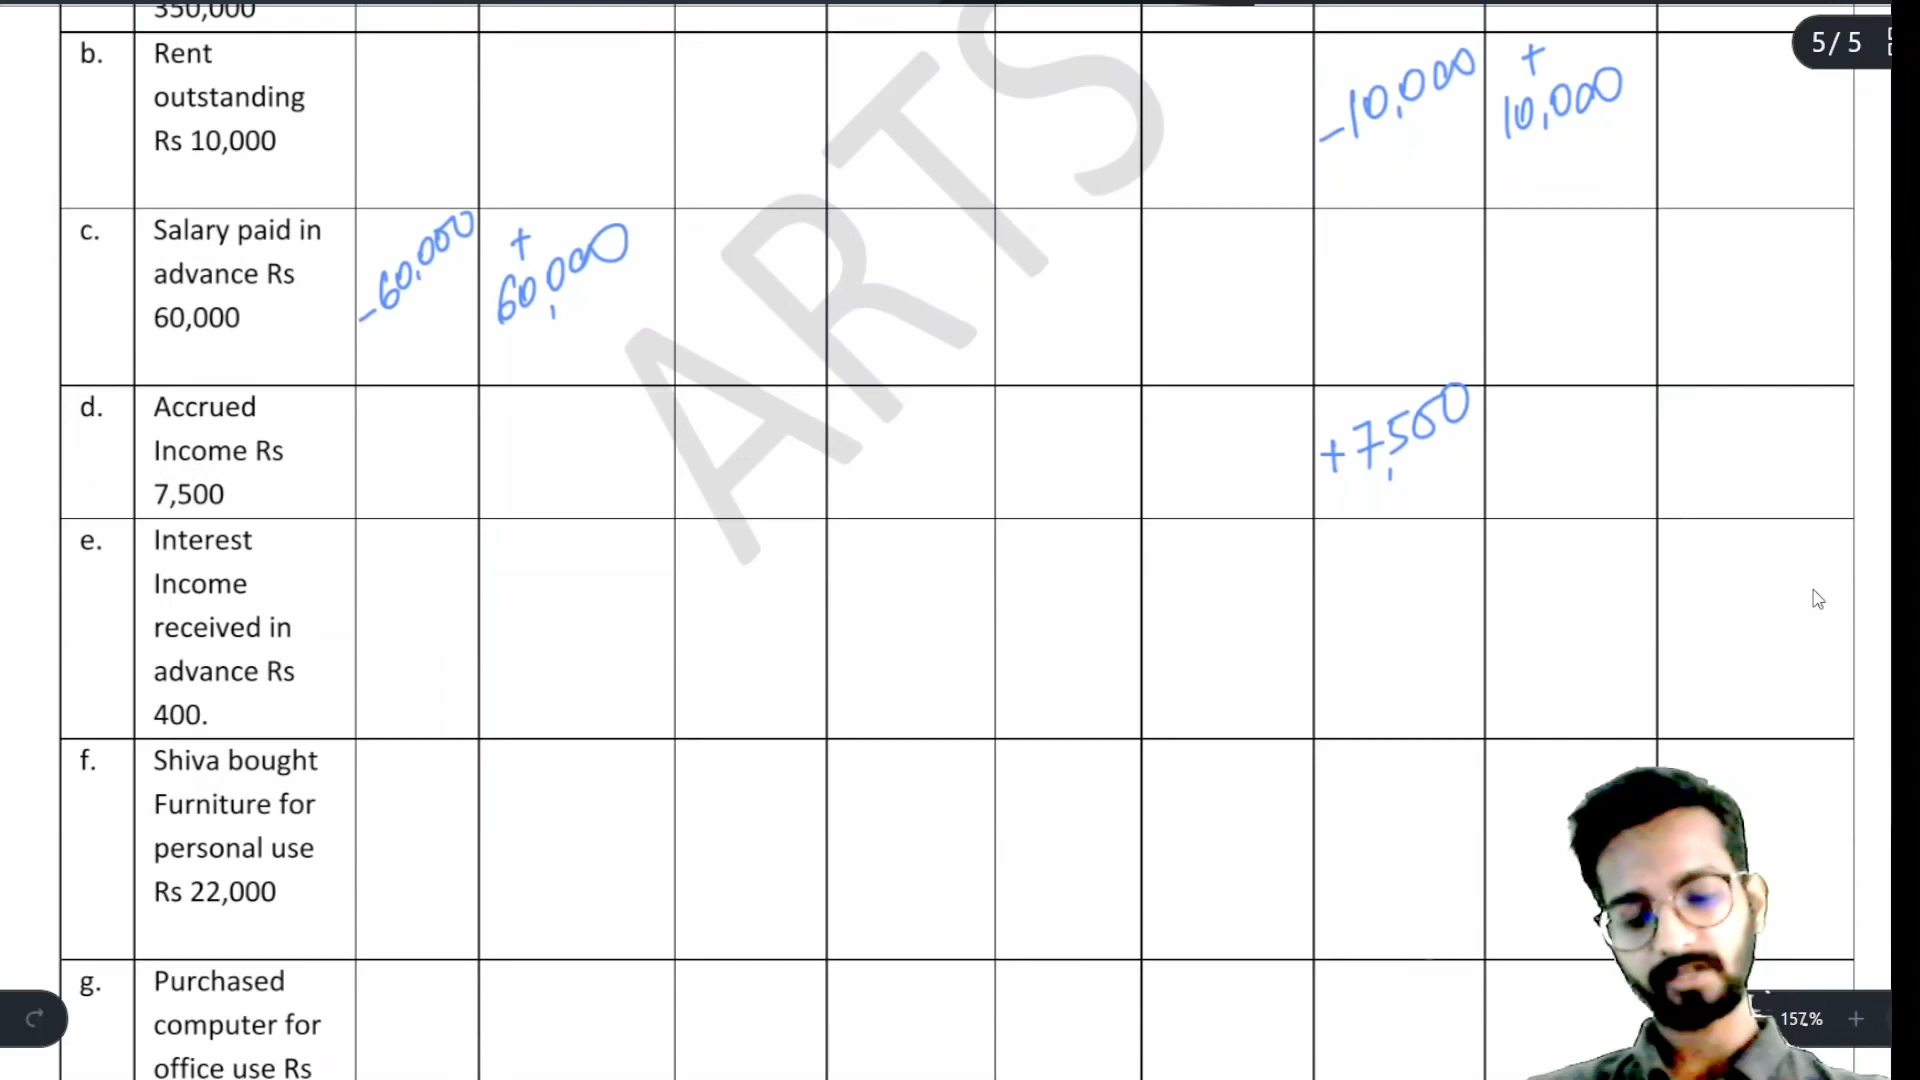 350,000
5/5
b. Rent
outstanding
Rs 10,000
-10,000
+
10,000
c. Salary paid in
advance Rs
60,000
-60,000
+
60,000
d. Accrued
Income Rs
7,500
+7,500
e. Interest
Income
received in
advance Rs
400.
f. Shiva bought
Furniture for
personal use
Rs 22,000
g. Purchased
computer for
office use Rs
ARTS
157%
+